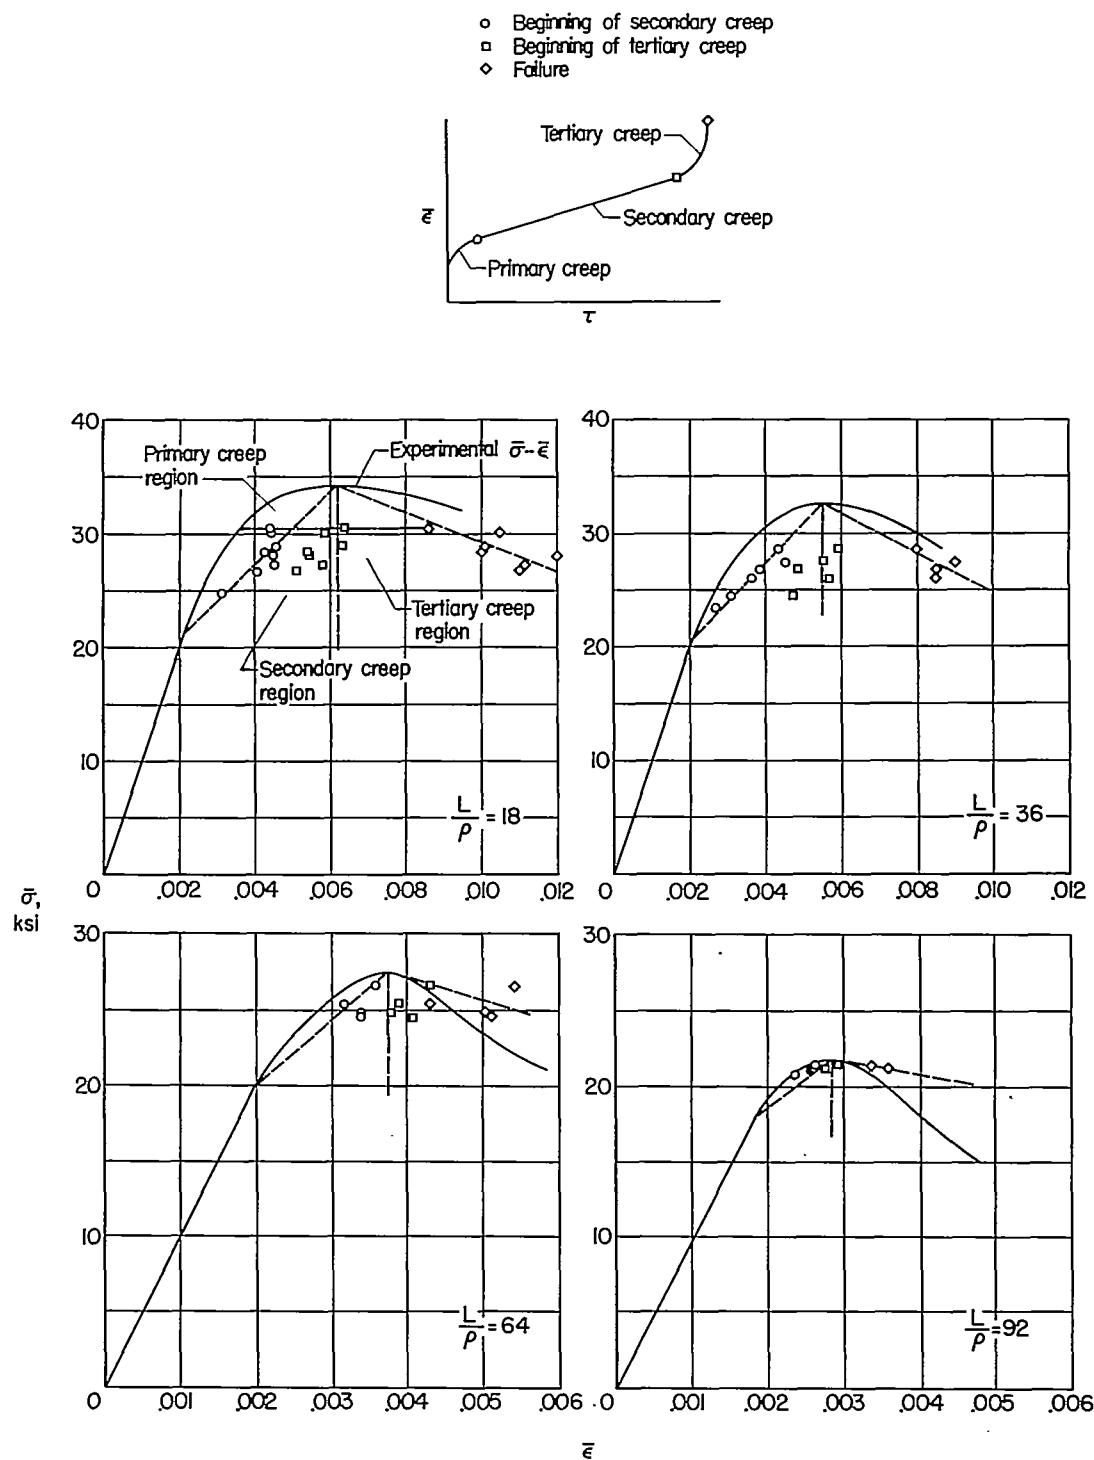 ○ Beginning of secondary creep
□ Beginning of tertiary creep
◇ Failure
Tertiary creep
ε̄
Secondary creep
Primary creep
τ
40
30
20
10
0
Primary creep
region
Experimental σ̄-ε̄
Tertiary creep
region
Secondary creep
region
L/ρ = 18
.002 .004 .006 .008 .010 .012
40
30
20
10
0
L/ρ = 36
.002 .004 .006 .008 .010 .012
σ̄,
ksi
30
20
10
0
L/ρ = 64
.001 .002 .003 .004 .005 .006
30
20
10
0
L/ρ = 92
.001 .002 .003 .004 .005 .006
ε̄